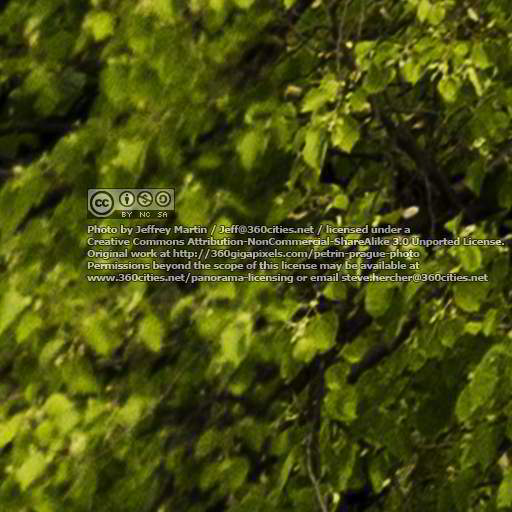 cc
BY NC SA
Photo by Jeffrey Martin / Jeff@360cities.net / licensed under a
Creative Commons Attribution-NonCommercial-ShareAlike 3.0 Unported License.
Original work at http://360gigapixels.com/petrin-prague-photo
Permissions beyond the scope of this license may be available at
www.360cities.net/panorama-licensing or email steve.hercher@360cities.net